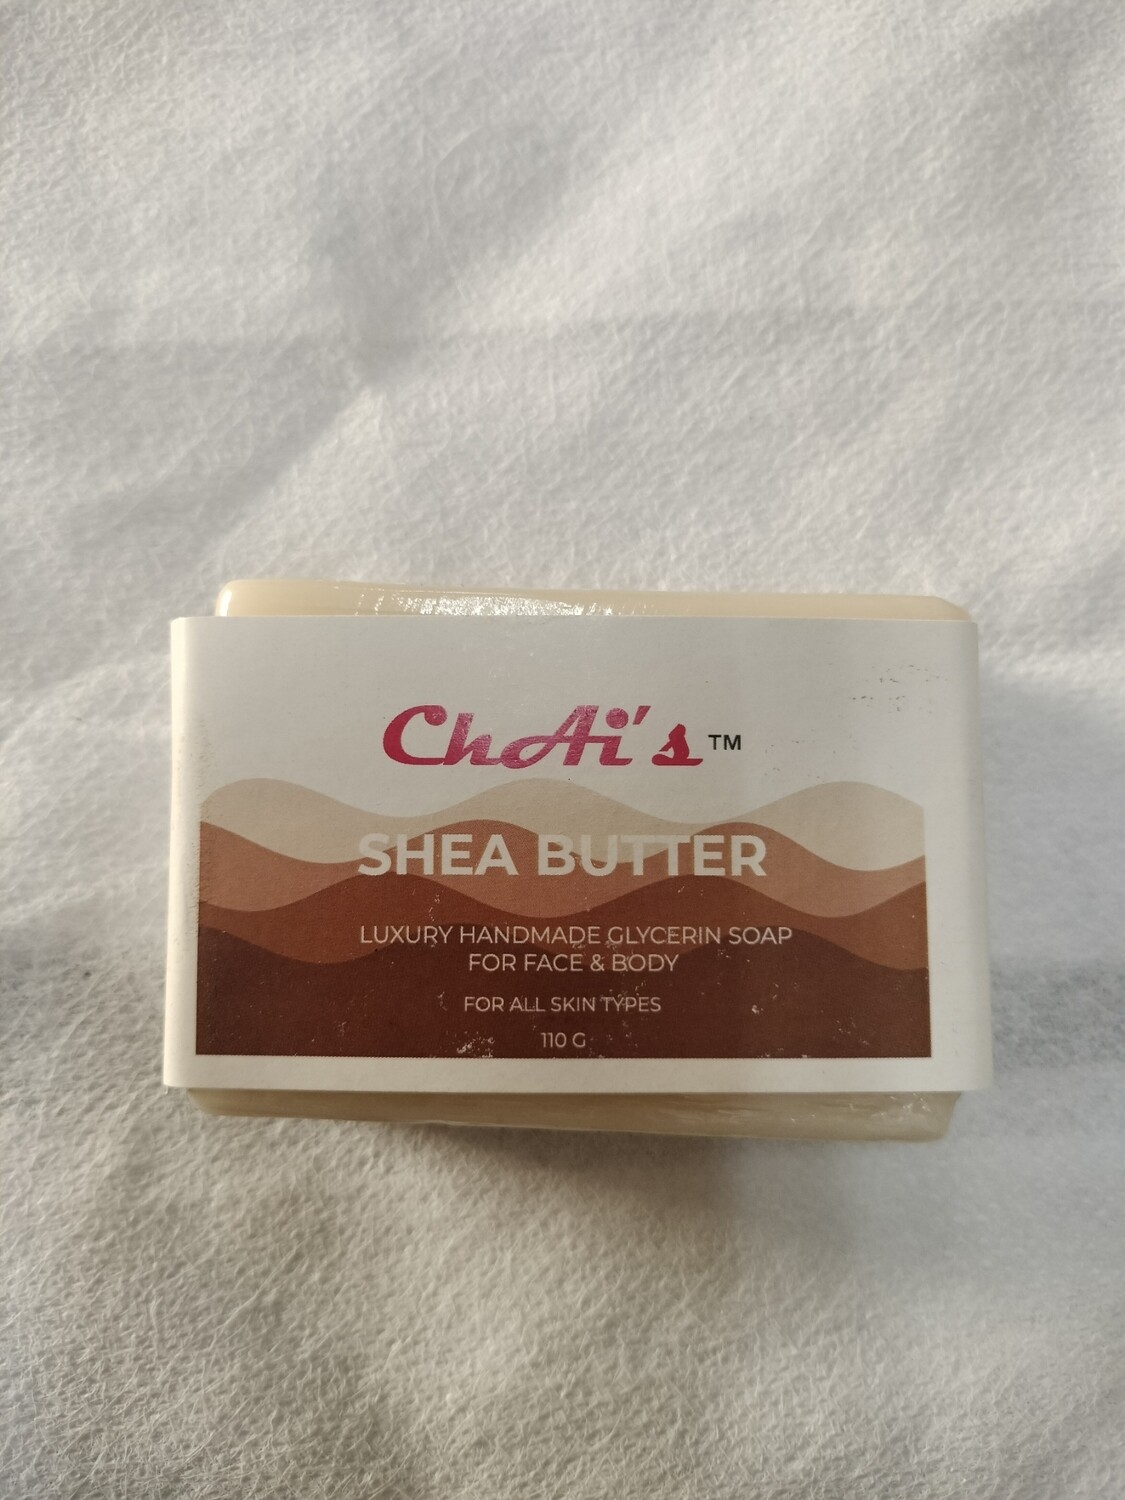 ChAi's™
SHEA BUTTER
LUXURY HANDMADE GLYCERIN SOAP
FOR FACE & BODY
FOR ALL SKIN TYPES
110 G